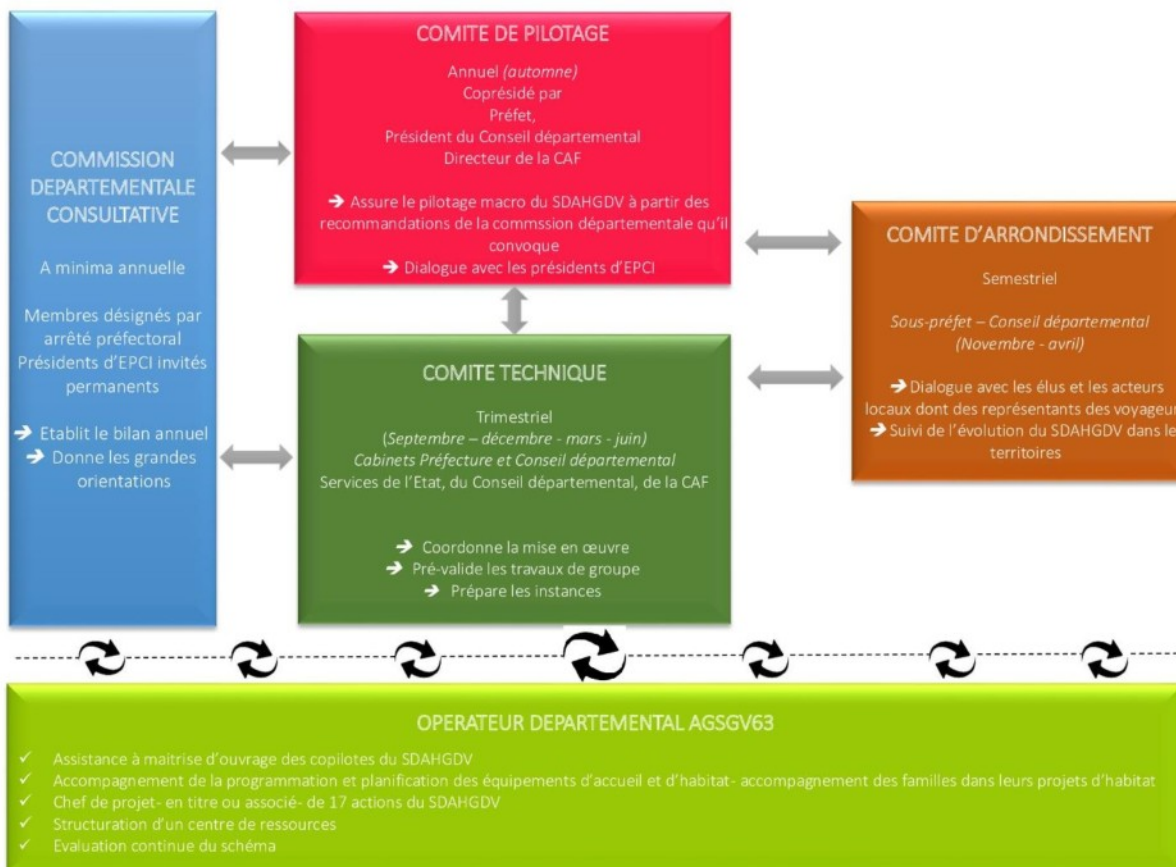 COMMISSION
DEPARTEMENTALE
CONSULTATIVE
A minima annuelle
Membres désignés par
arrêté préfectoral
Présidents d'EPCI invités
permanents
➔ Etablit le bilan annuel
➔ Donne les grandes
orientations
COMITE DE PILOTAGE
Annuel (automne)
Coprésidé par
Préfet,
Président du Conseil départemental
Directeur de la CAF
➔ Assure le pilotage macro du SDAHGDV à partir des
recommandations de la commssion départementale qu'il
convoque
➔ Dialogue avec les présidents d'EPCI
COMITE TECHNIQUE
Trimestriel
(Septembre – décembre - mars - juin)
Cabinets Préfecture et Conseil départemental
Services de l'Etat, du Conseil départemental, de la CAF
➔ Coordonne la mise en œuvre
➔ Pré-valide les travaux de groupe
➔ Prépare les instances
COMITE D'ARRONDISSEMENT
Semestriel
Sous-préfet – Conseil départemental
(Novembre - avril)
➔ Dialogue avec les élus et les acteurs
locaux dont des représentants des voyageur
➔ Suivi de l'évolution du SDAHGDV dans le
territoires
OPERATEUR DEPARTEMENTAL AGSGV63
✓ Assistance à maitrise d'ouvrage des copilotes du SDAHGDV
✓ Accompagnement de la programmation et planification des équipements d'accueil et d'habitat- accompagnement des familles dans leurs projets d'habitat
✓ Chef de projet- en titre ou associé- de 17 actions du SDAHGDV
✓ Structuration d'un centre de ressources
✓ Evaluation continue du schéma